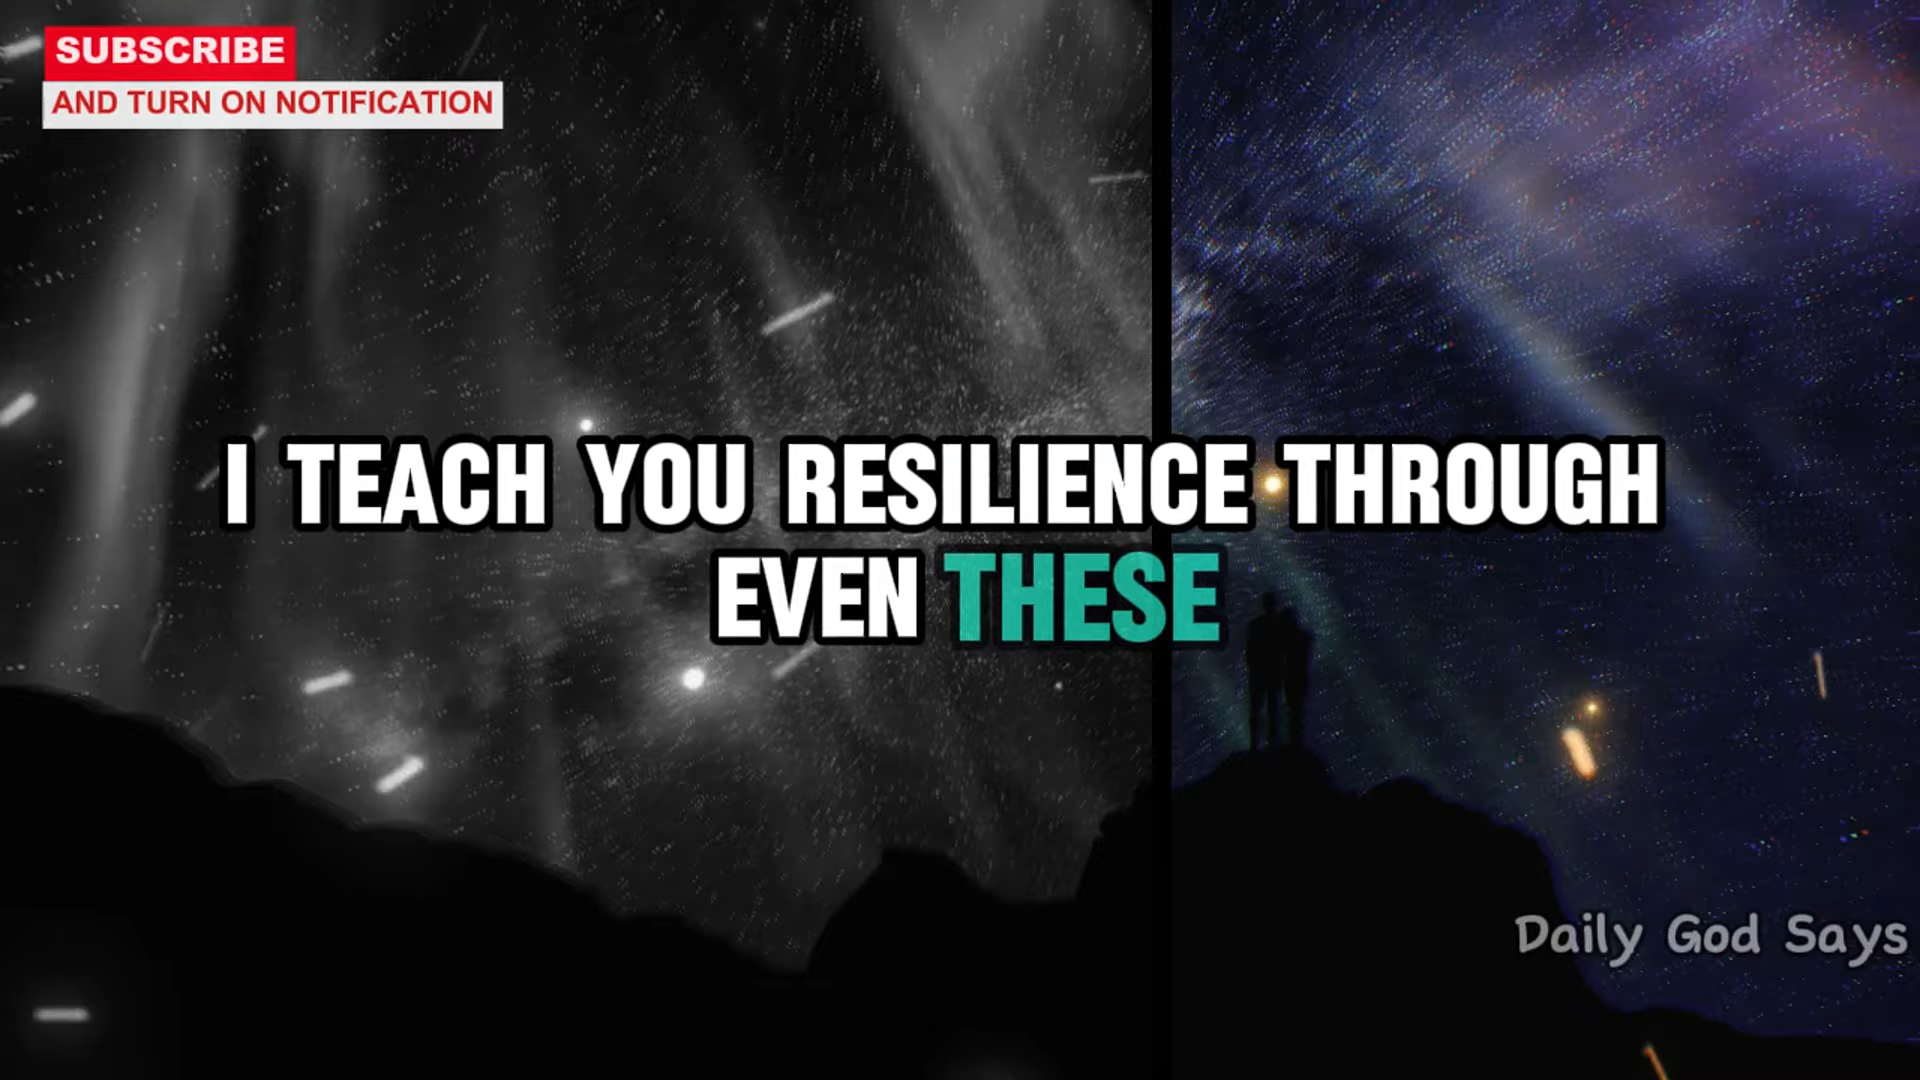 SUBSCRIBE
AND TURN ON NOTIFICATION
I TEACH YOU RESILIENCE THROUGH
EVEN THESE
Daily God Says